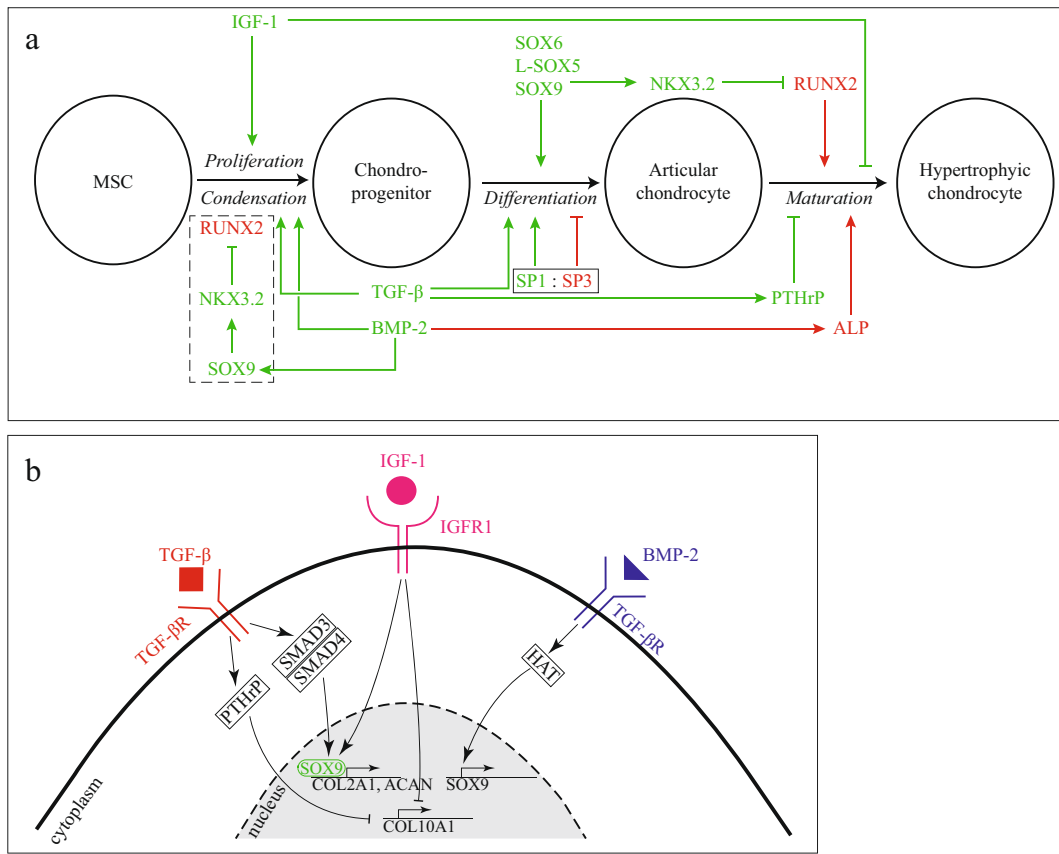 a
IGF-1
SOX6
L-SOX5
SOX9
NKX3.2
RUNX2
MSC
Proliferation
Condensation
Chondro-
progenitor
Differentiation
Articular
chondrocyte
Maturation
Hypertrophyic
chondrocyte
RUNX2
NKX3.2
SOX9
TGF-β
BMP-2
SP1 : SP3
PTHrP
ALP
b
IGF-1
IGFR1
TGF-β
TGF-βR
BMP-2
TGF-βR
SMAD3
SMAD4
PTHrP
HAT
SOX9
COL2A1, ACAN
SOX9
COL10A1
cytoplasm
nucleus